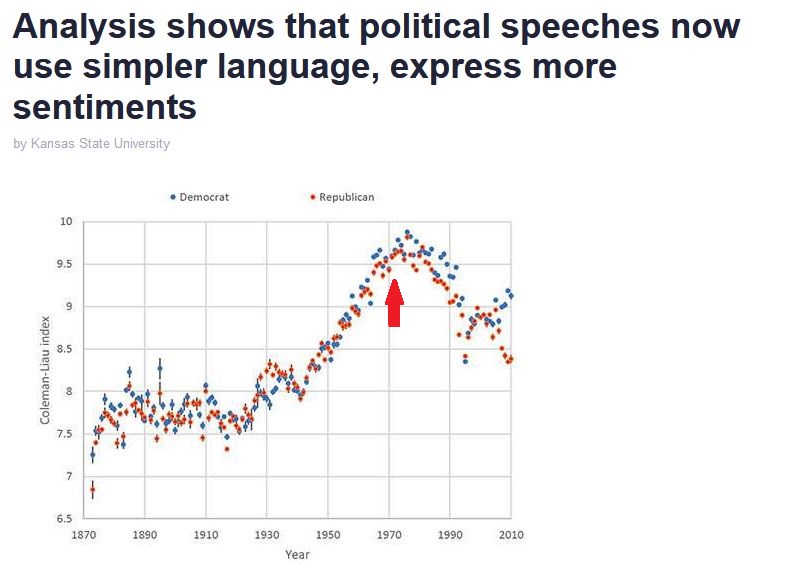 Analysis shows that political speeches now
use simpler language, express more
sentiments
by Kansas State University
Democrat
Republican
10
9.5
9
8.5
8
7.5
7
6.5
Coleman-Liau index
1870 1890 1910 1930 1950 1970 1990 2010
Year